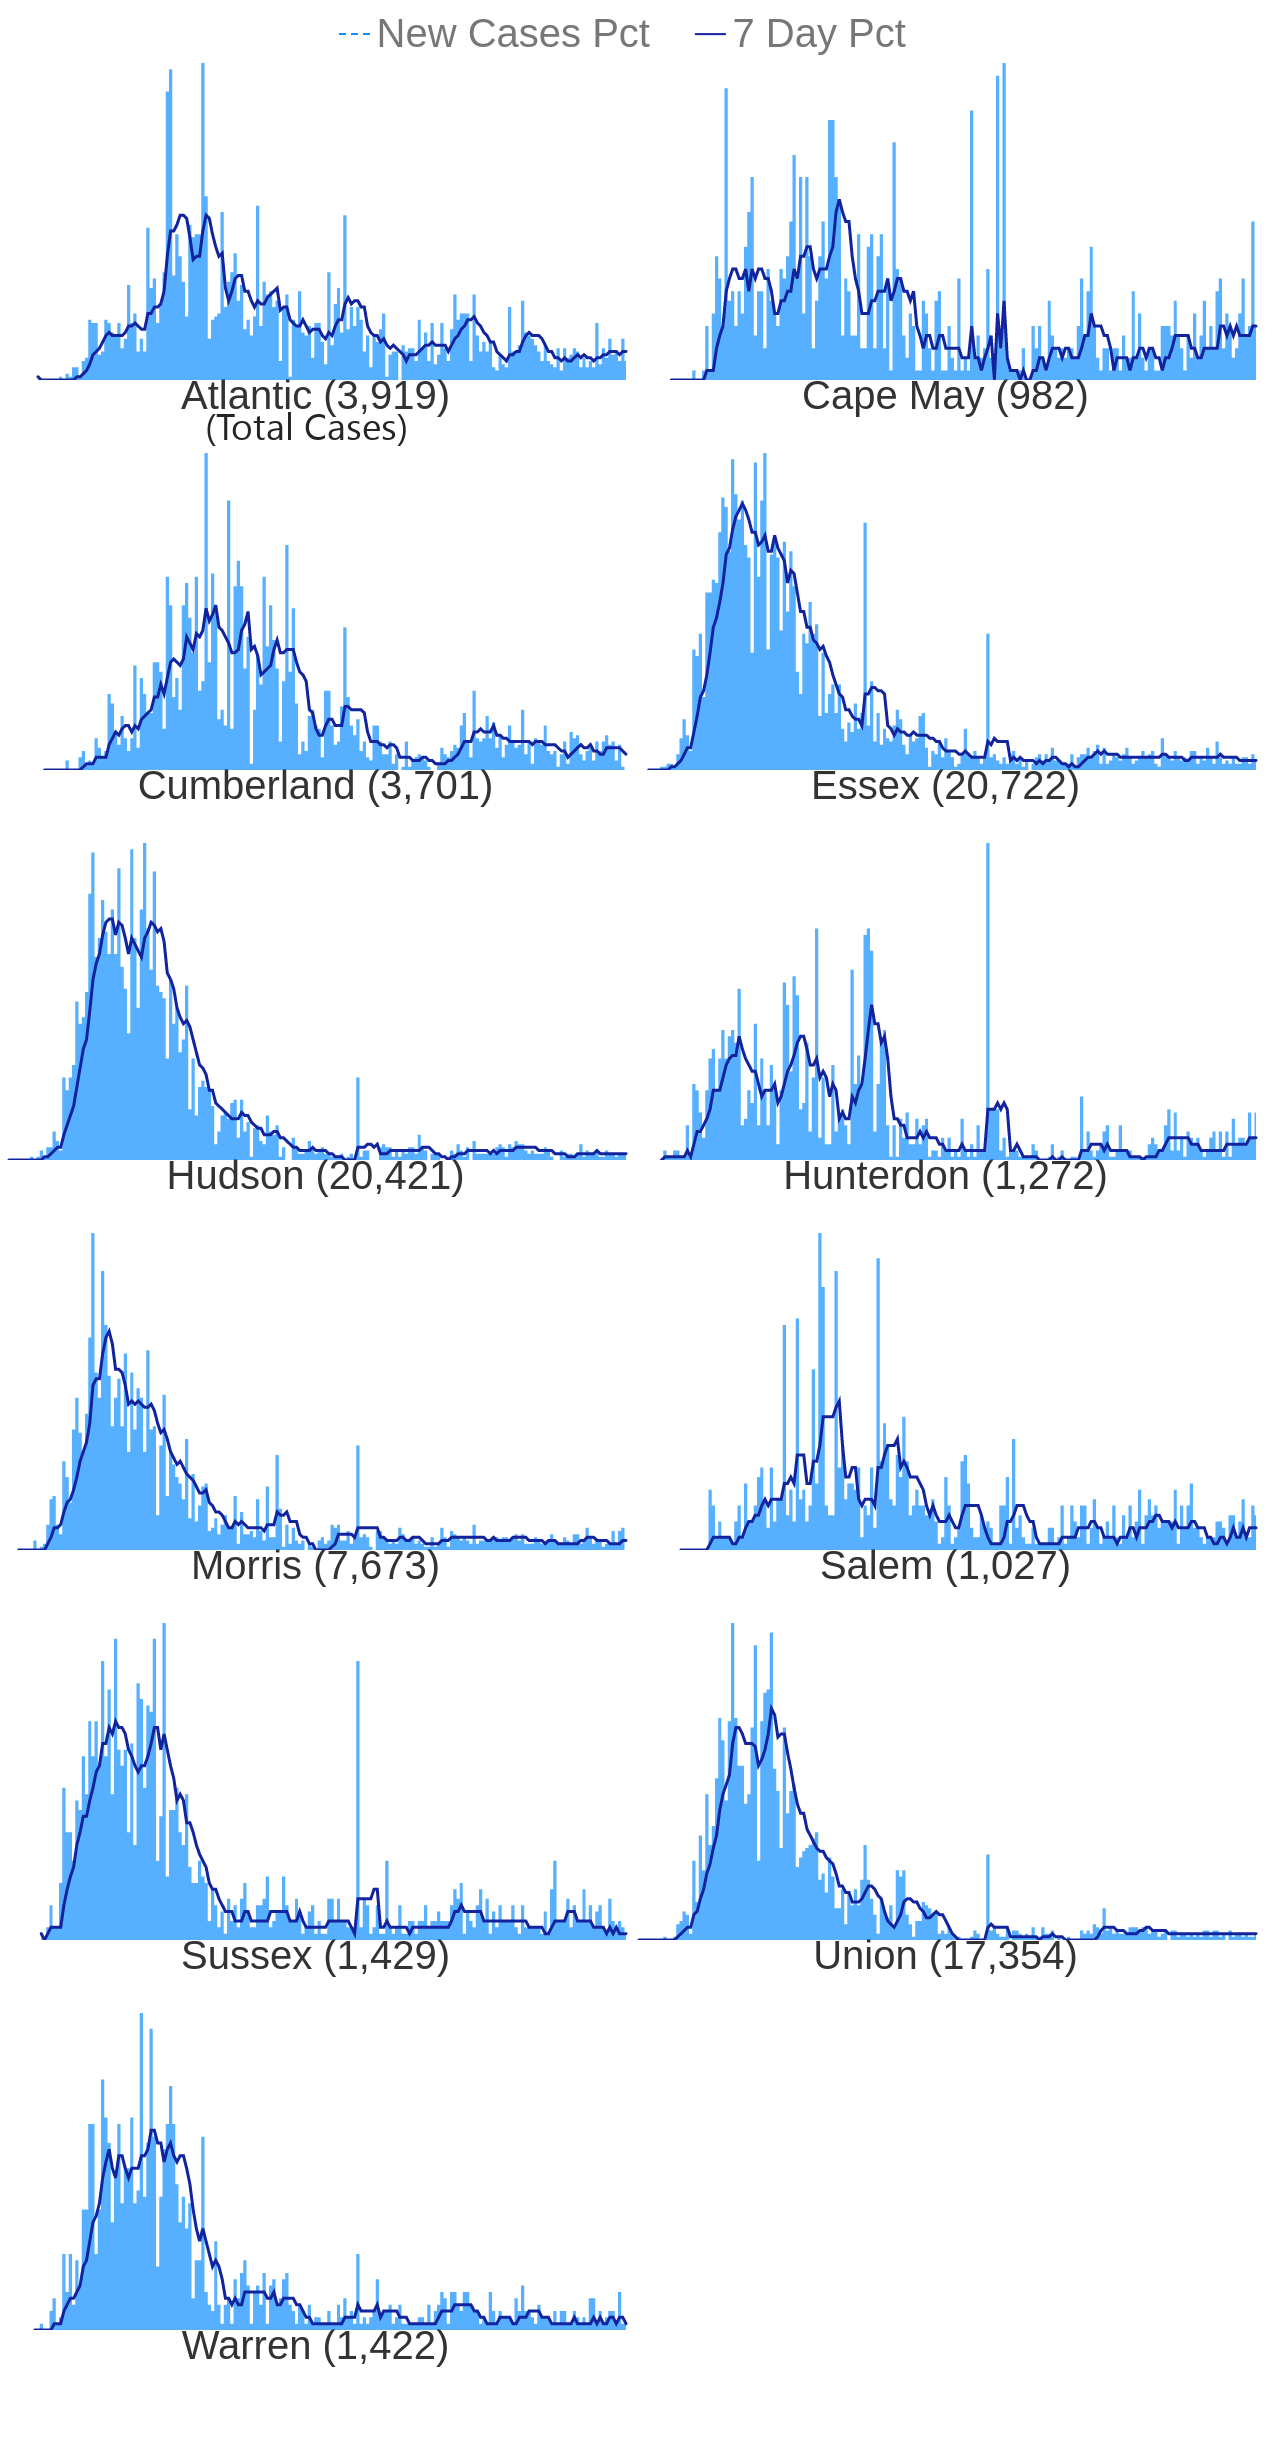 New Cases Pct 7 Day Pct
Atlantic (3,919) Cape May (982)
(Total Cases)
Cumberland (3,701) Essex (20,722)
Hudson (20,421) Hunterdon (1,272)
Morris (7,673) Salem (1,027)
Sussex (1,429) Union (17,354)
Warren (1,422)